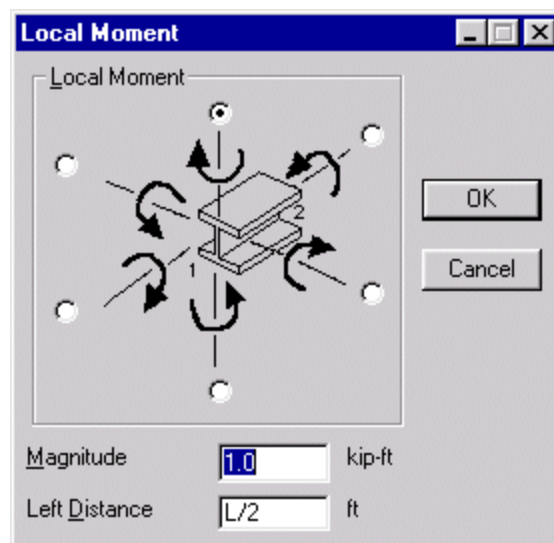 Local Moment
Local Moment
2
1
OK
Cancel
Magnitude 1.0 kip-ft
Left Distance L/2 ft